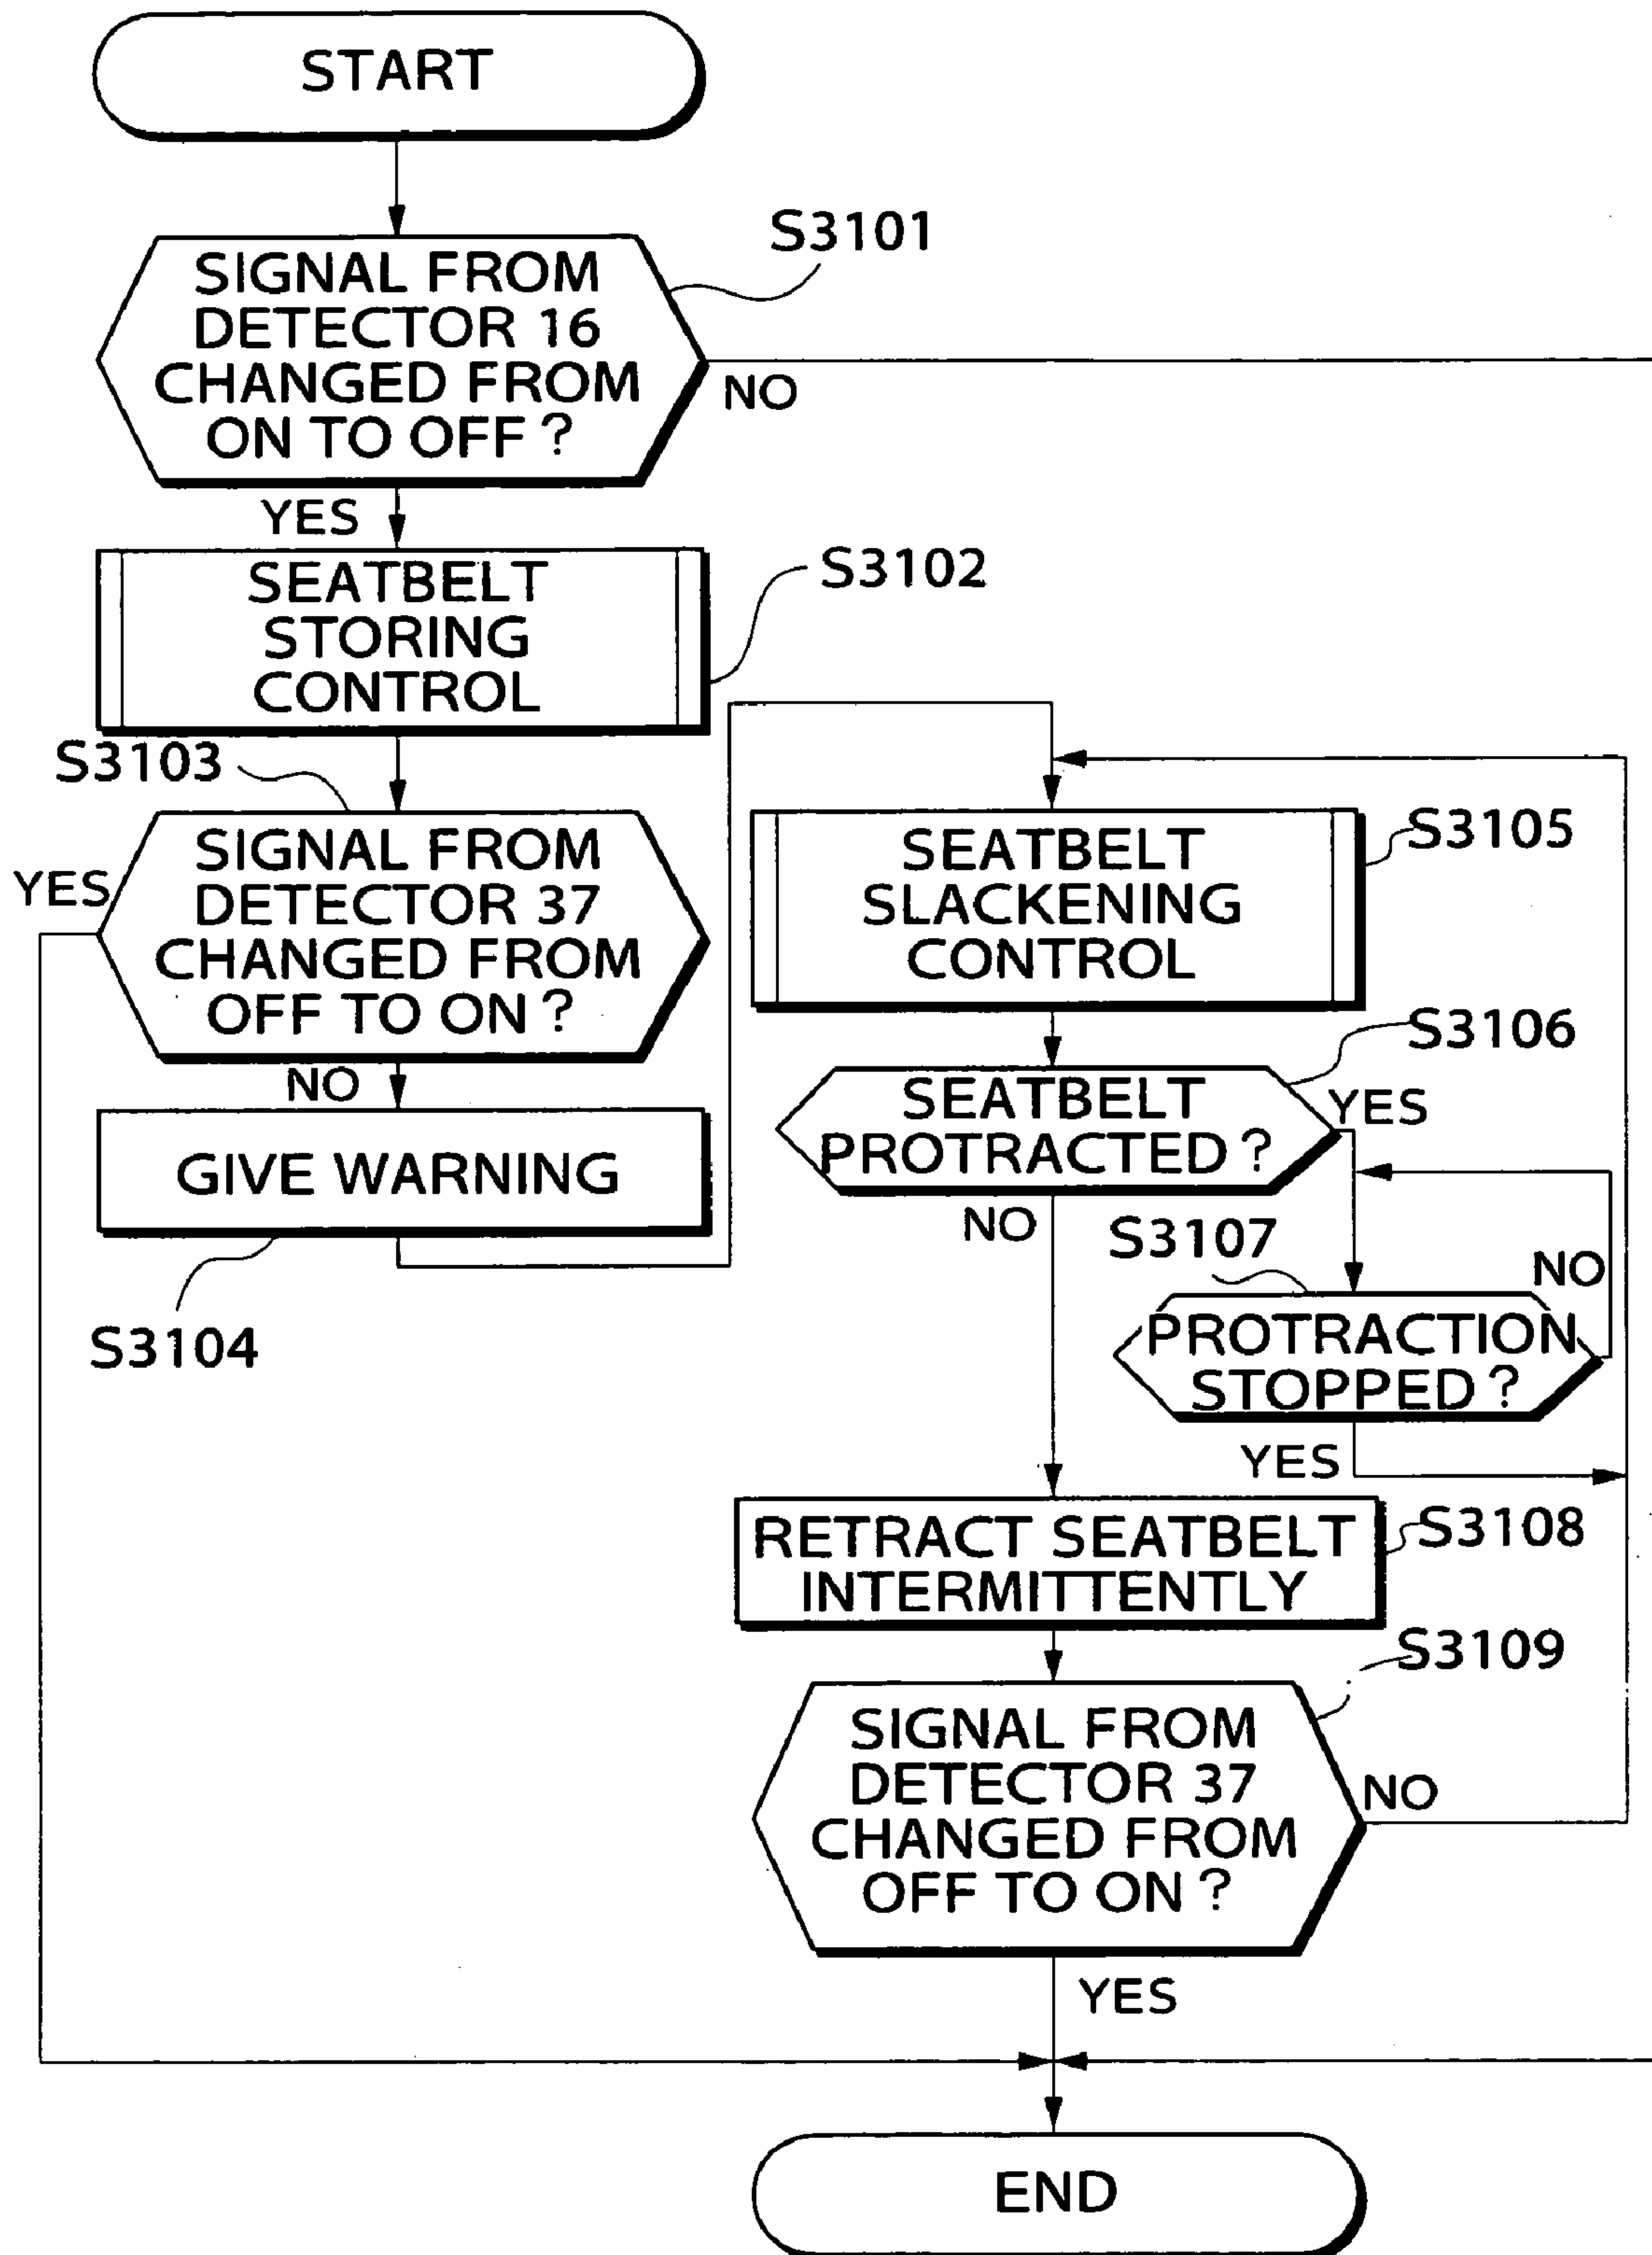 START
S3101
SIGNAL FROM
DETECTOR 16
CHANGED FROM
ON TO OFF ?
NO
YES
S3102
SEATBELT
STORING
CONTROL
S3103
SIGNAL FROM
DETECTOR 37
CHANGED FROM
OFF TO ON ?
YES
NO
GIVE WARNING
S3104
S3105
SEATBELT
SLACKENING
CONTROL
S3106
SEATBELT
PROTRACTED ?
YES
NO
S3107
NO
PROTRACTION
STOPPED ?
YES
RETRACT SEATBELT
INTERMITTENTLY
S3108
S3109
SIGNAL FROM
DETECTOR 37
CHANGED FROM
OFF TO ON ?
NO
YES
END